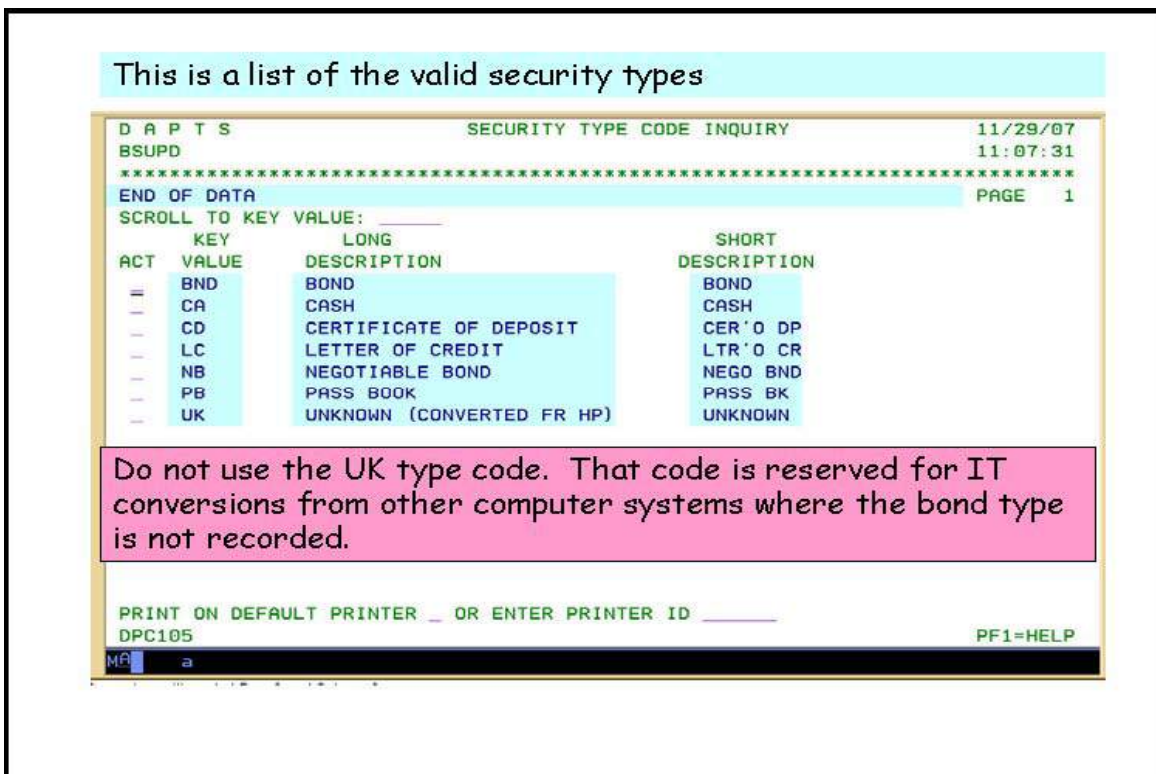 This is a list of the valid security types
D A P T S SECURITY TYPE CODE INQUIRY 11/29/07
BSUPD 11:07:31
*******************************************************************************
END OF DATA PAGE 1
SCROLL TO KEY VALUE: _____
KEY LONG SHORT
ACT VALUE DESCRIPTION DESCRIPTION
_ BND BOND BOND
_ CA CASH CASH
_ CD CERTIFICATE OF DEPOSIT CER'O DP
_ LC LETTER OF CREDIT LTR'O CR
_ NB NEGOTIABLE BOND NEGO BND
_ PB PASS BOOK PASS BK
_ UK UNKNOWN (CONVERTED FR HP) UNKNOWN
Do not use the UK type code. That code is reserved for IT
conversions from other computer systems where the bond type
is not recorded.
PRINT ON DEFAULT PRINTER _ OR ENTER PRINTER ID ______
DPC105 PF1=HELP
MA a